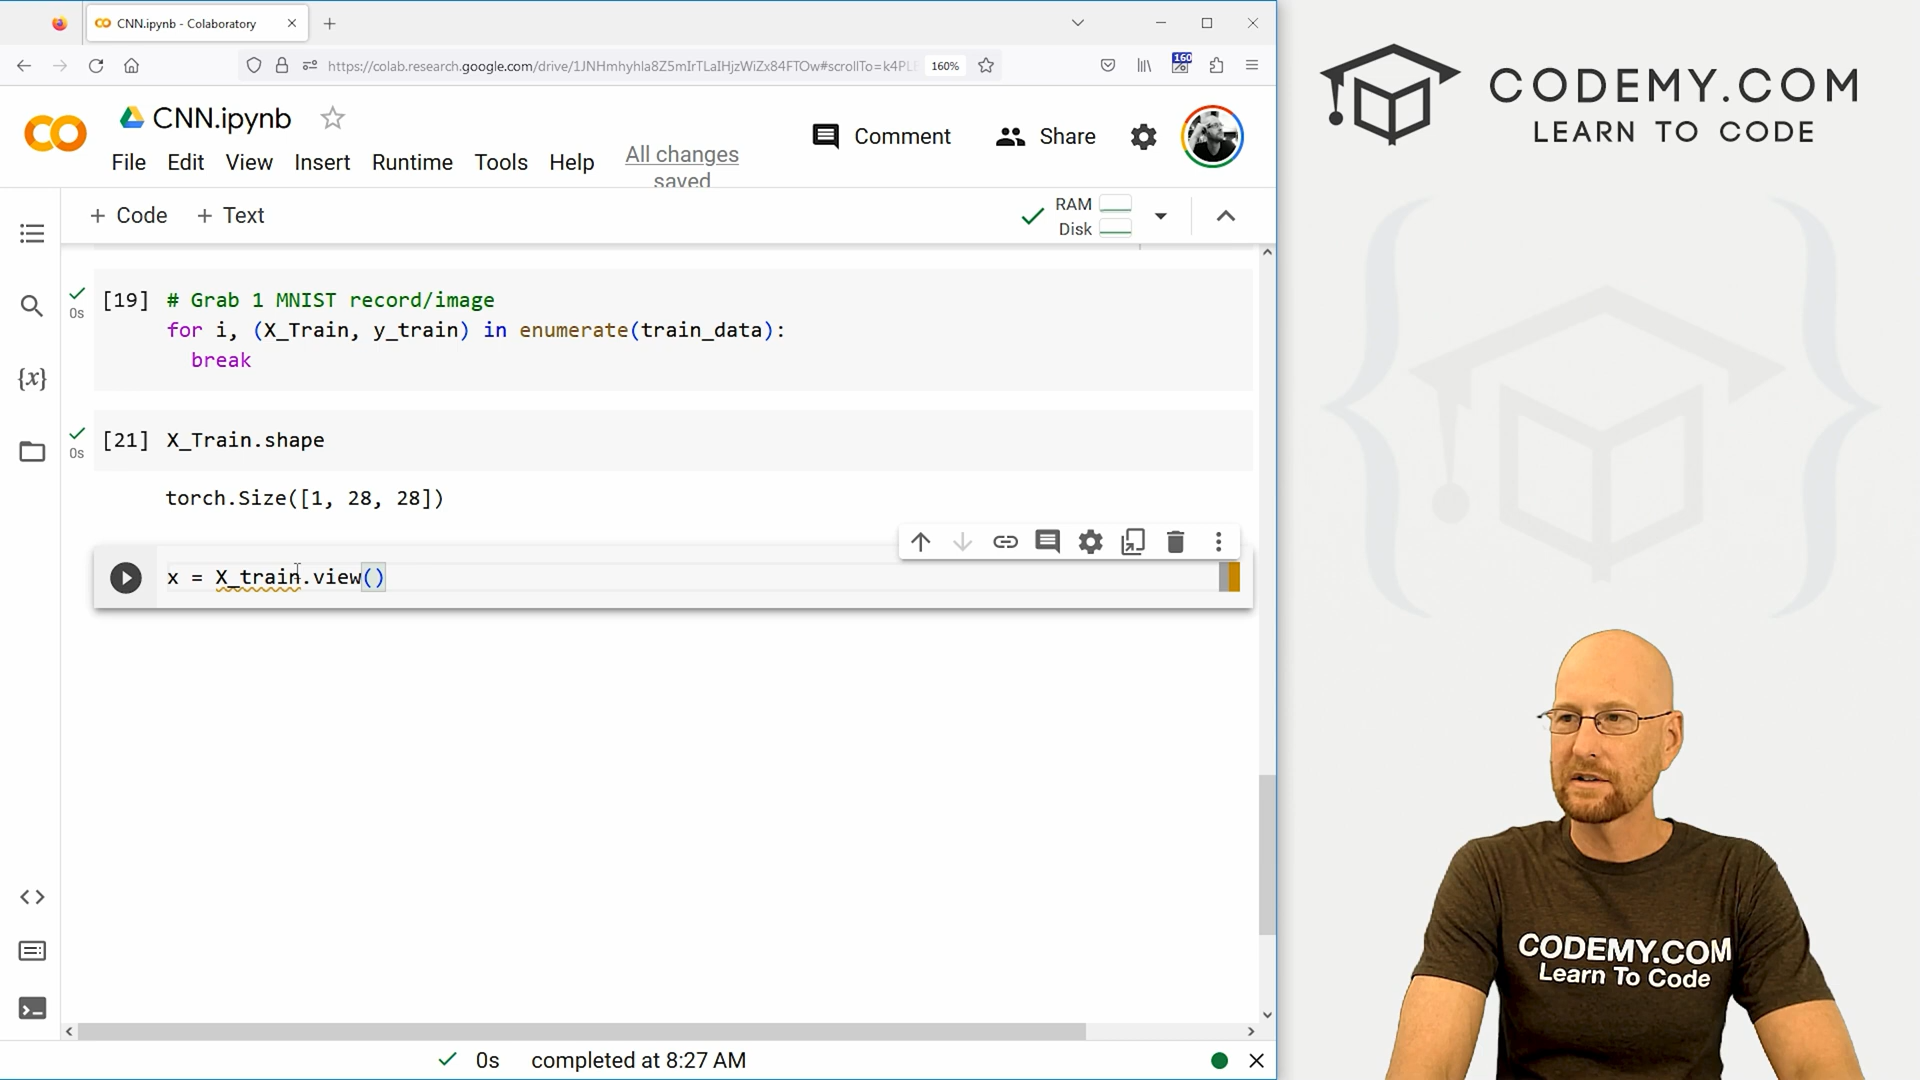 CNN.ipynb - Colaboratory
160
https://colab.research.google.com/drive/1JNHmhyhla8Z5mIrTLaIHjzWiZx84FTOw#scrollTo=k4PL
160%
CNN.ipynb
Comment
Share
File Edit View Insert Runtime Tools Help
All changes saved
+ Code + Text
RAM
Disk
[19] # Grab 1 MNIST record/image
0s
for i, (X_Train, y_train) in enumerate(train_data):
break
[21] X_Train.shape
0s
torch.Size([1, 28, 28])
x = X_train.view()
0s completed at 8:27 AM
CODEMY.COM
LEARN TO CODE
CODEMY.COM
Learn To Code